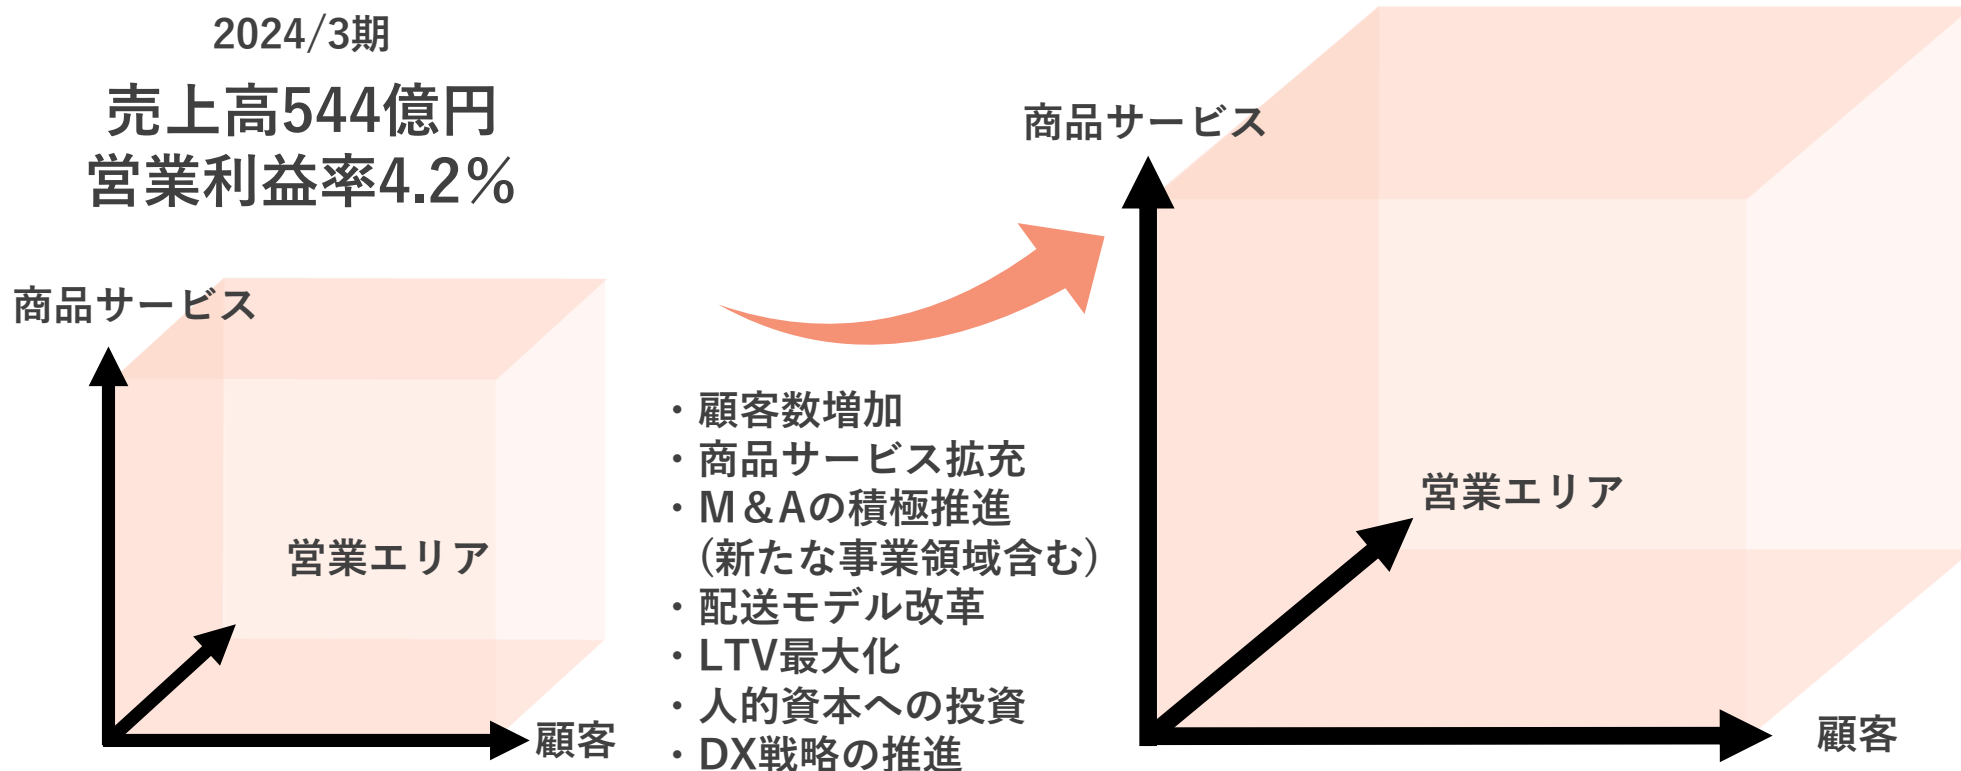 2024/3期
売上高544億円
営業利益率4.2%
商品サービス
営業エリア
顧客
・顧客数増加
・商品サービス拡充
・M&Aの積極推進
(新たな事業領域含む)
・配送モデル改革
・LTV最大化
・人的資本への投資
・DX戦略の推進
商品サービス
営業エリア
顧客